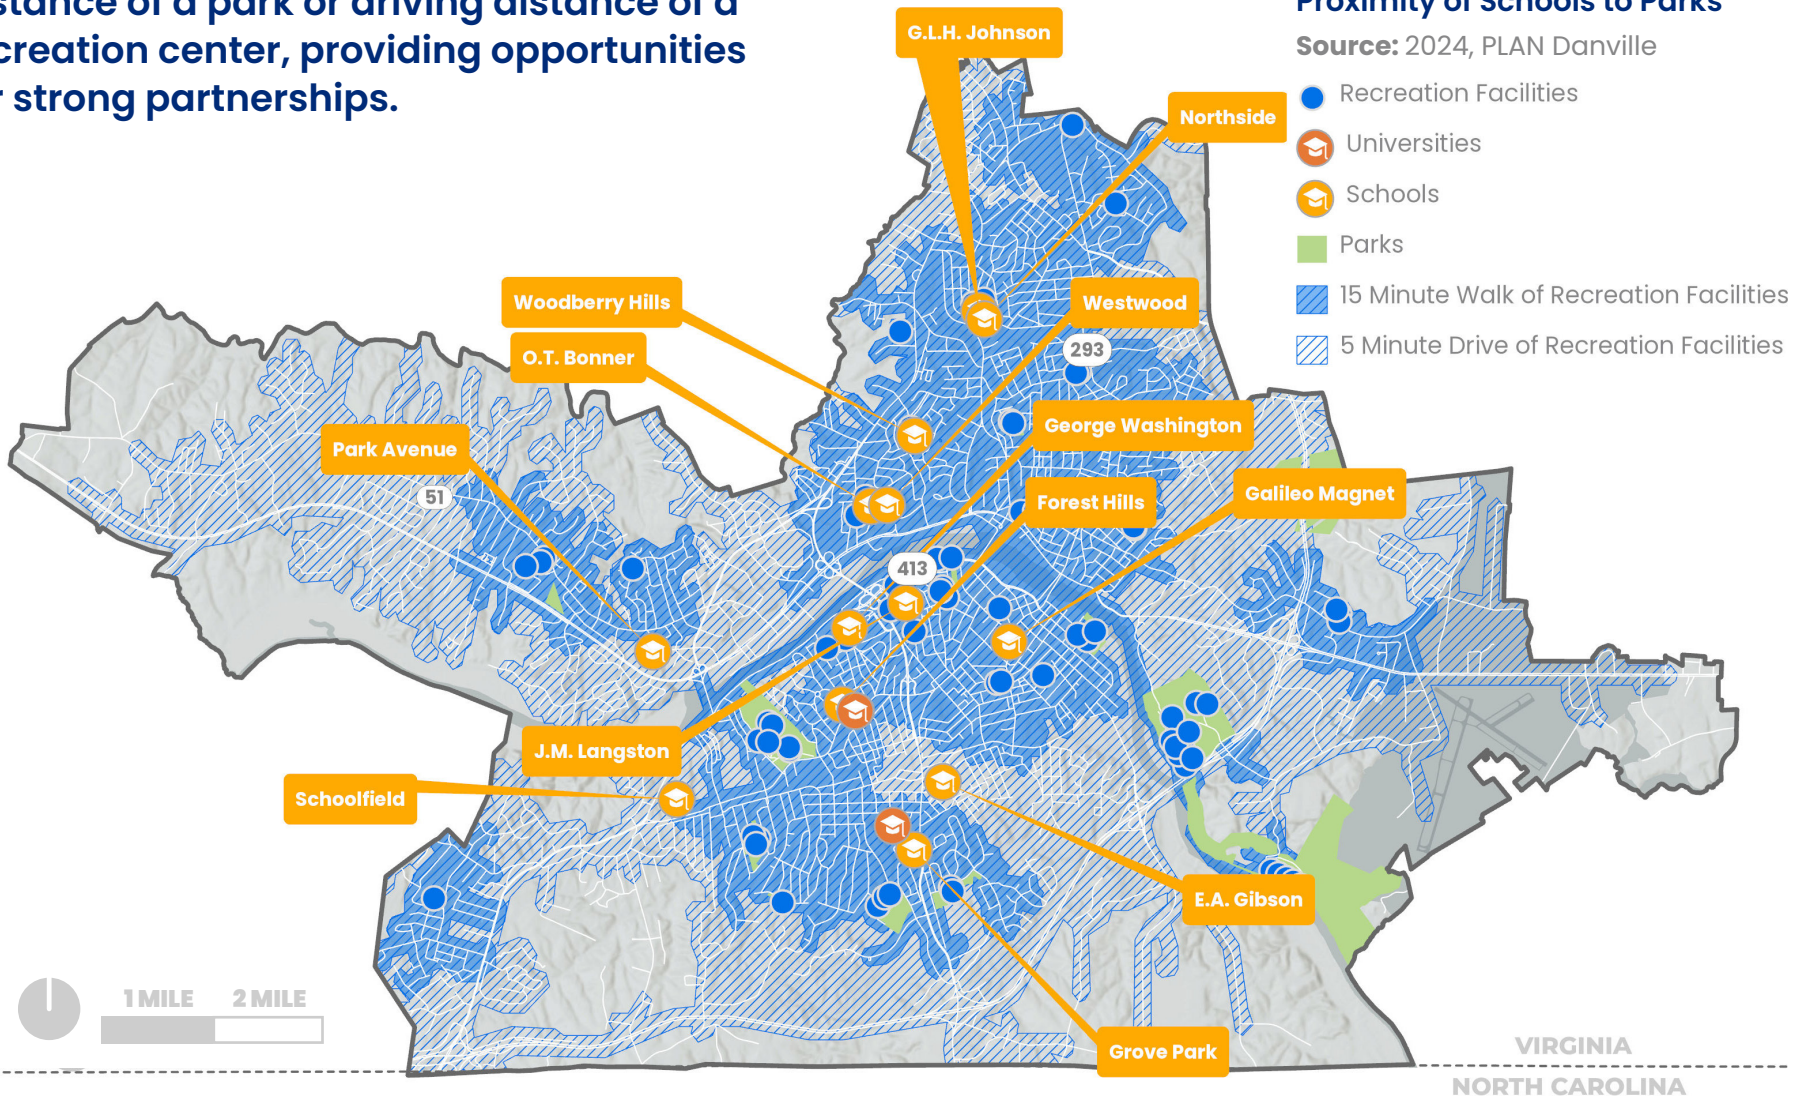 stance of a park or driving distance of a
creation center, providing opportunities
r strong partnerships.
Proximity of Schools to Parks
Source: 2024, PLAN Danville
Recreation Facilities
Universities
Schools
Parks
15 Minute Walk of Recreation Facilities
5 Minute Drive of Recreation Facilities
G.L.H. Johnson
Northside
Woodberry Hills
Westwood
O.T. Bonner
293
George Washington
Park Avenue
51
Galileo Magnet
Forest Hills
413
J.M. Langston
Schoolfield
E.A. Gibson
Grove Park
1 MILE 2 MILE
VIRGINIA
NORTH CAROLINA